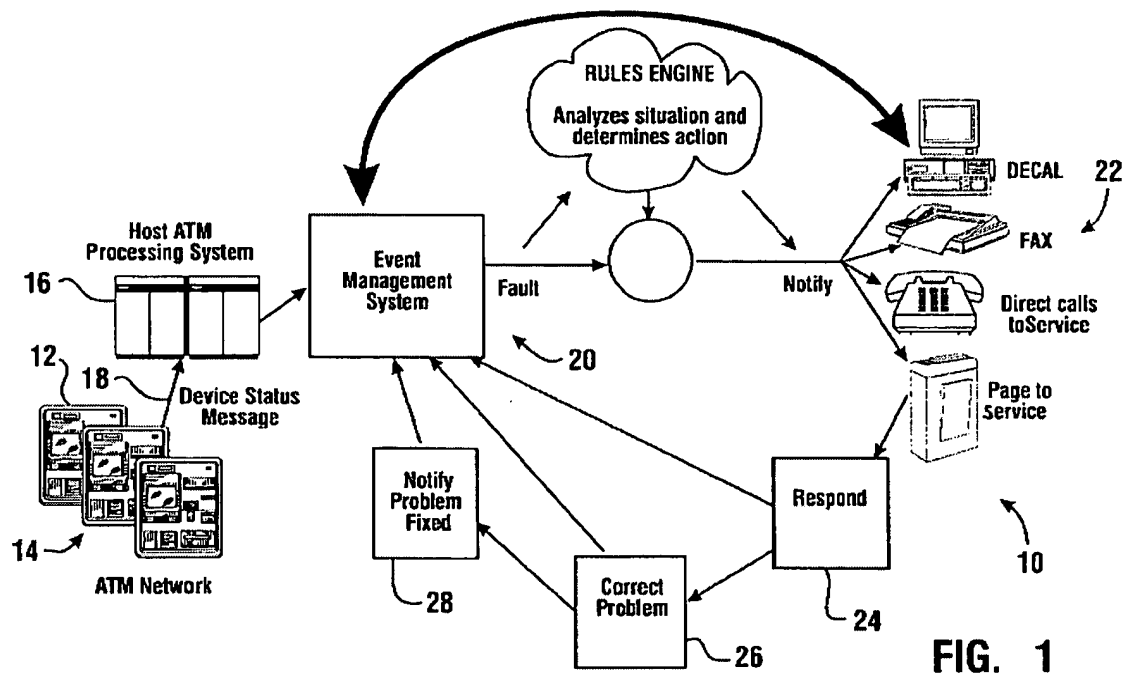 RULES ENGINE
Analyzes situation and
determines action
DECAL
22
FAX
Host ATM
Processing System
16
Event
Management
System
Fault
Notify
Direct calls
toService
20
12
18
Device Status
Message
Page to
service
Notify
Problem
Fixed
Respond
14
ATM Network
28
Correct
Problem
24
10
26
FIG. 1